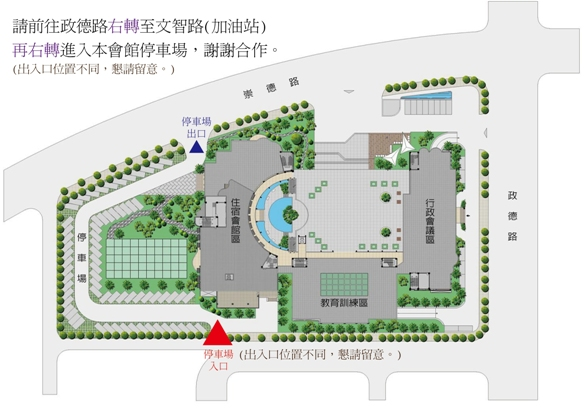 請前往政德路右轉至文智路(加油站)
再右轉進入本會館停車場，謝謝合作。
(出入口位置不同，懇請留意。)
崇德路
停車場
出口
住宿會館區
行政會議區
政德路
停車場
教育訓練區
停車場
入口
(出入口位置不同，懇請留意。)